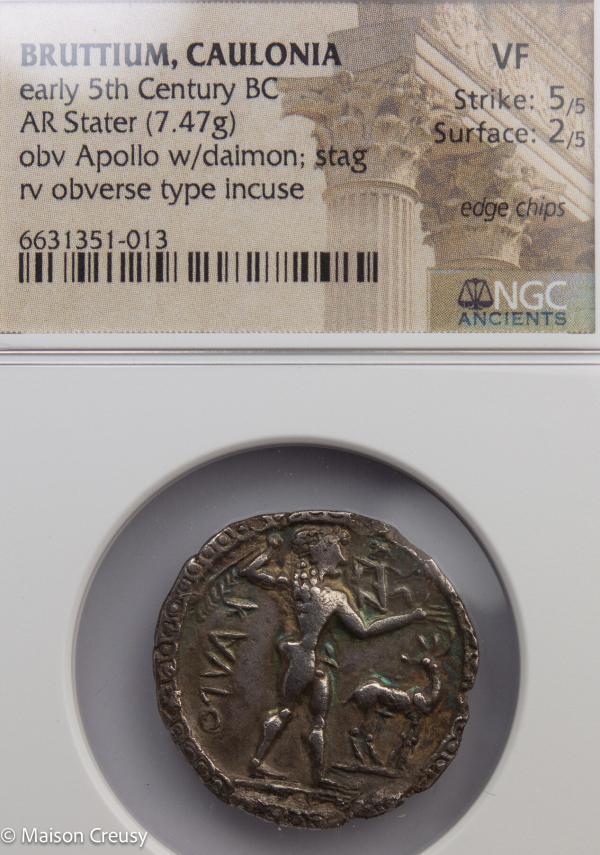 BRUTTIUM, CAULONIA
early 5th Century BC
AR Stater (7.47g)
obv Apollo w/daimon; stag
rv obverse type incuse
6631351-013
VF
Strike: 5/5
Surface: 2/5
edge chips
NGC
ANCIENTS
KAVLO
© Maison Creusy